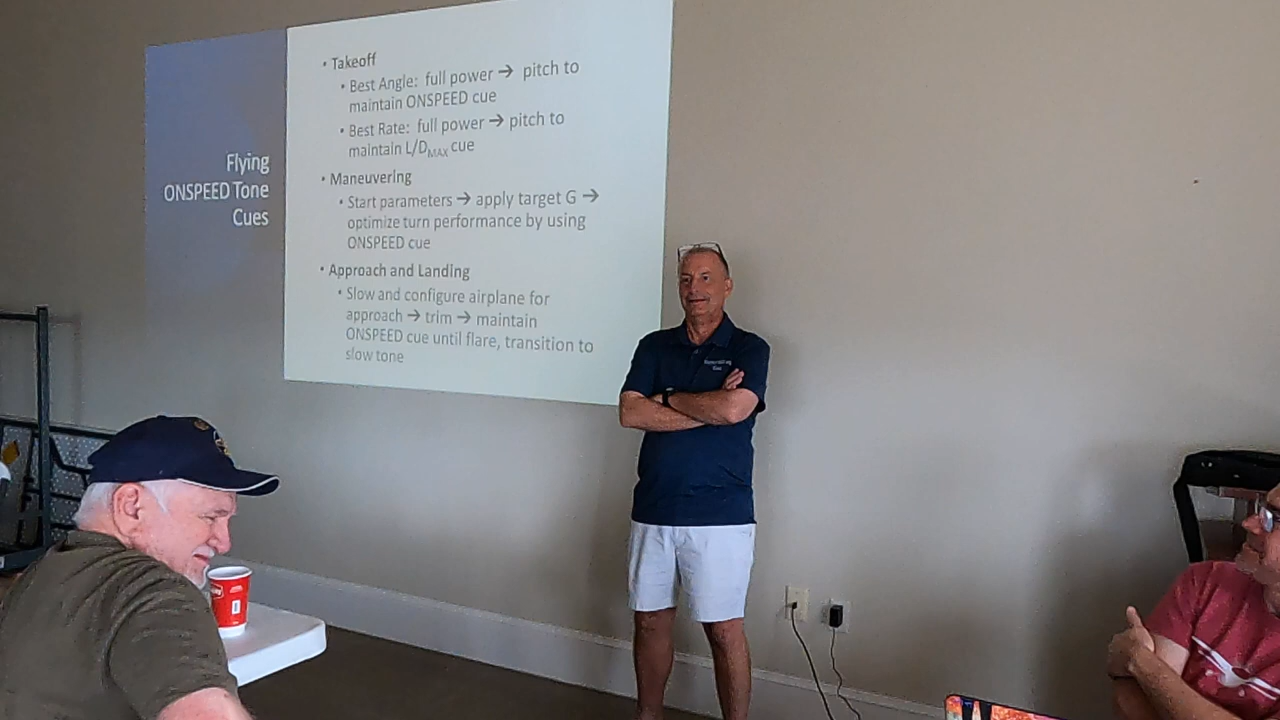 Flying
ONSPEED Tone
Cues
• Takeoff
• Best Angle: full power → pitch to
maintain ONSPEED cue
• Best Rate: full power → pitch to
maintain L/DMAX cue
• Maneuvering
• Start parameters → apply target G →
optimize turn performance by using
ONSPEED cue
• Approach and Landing
• Slow and configure airplane for
approach → trim → maintain
ONSPEED cue until flare, transition to
slow tone